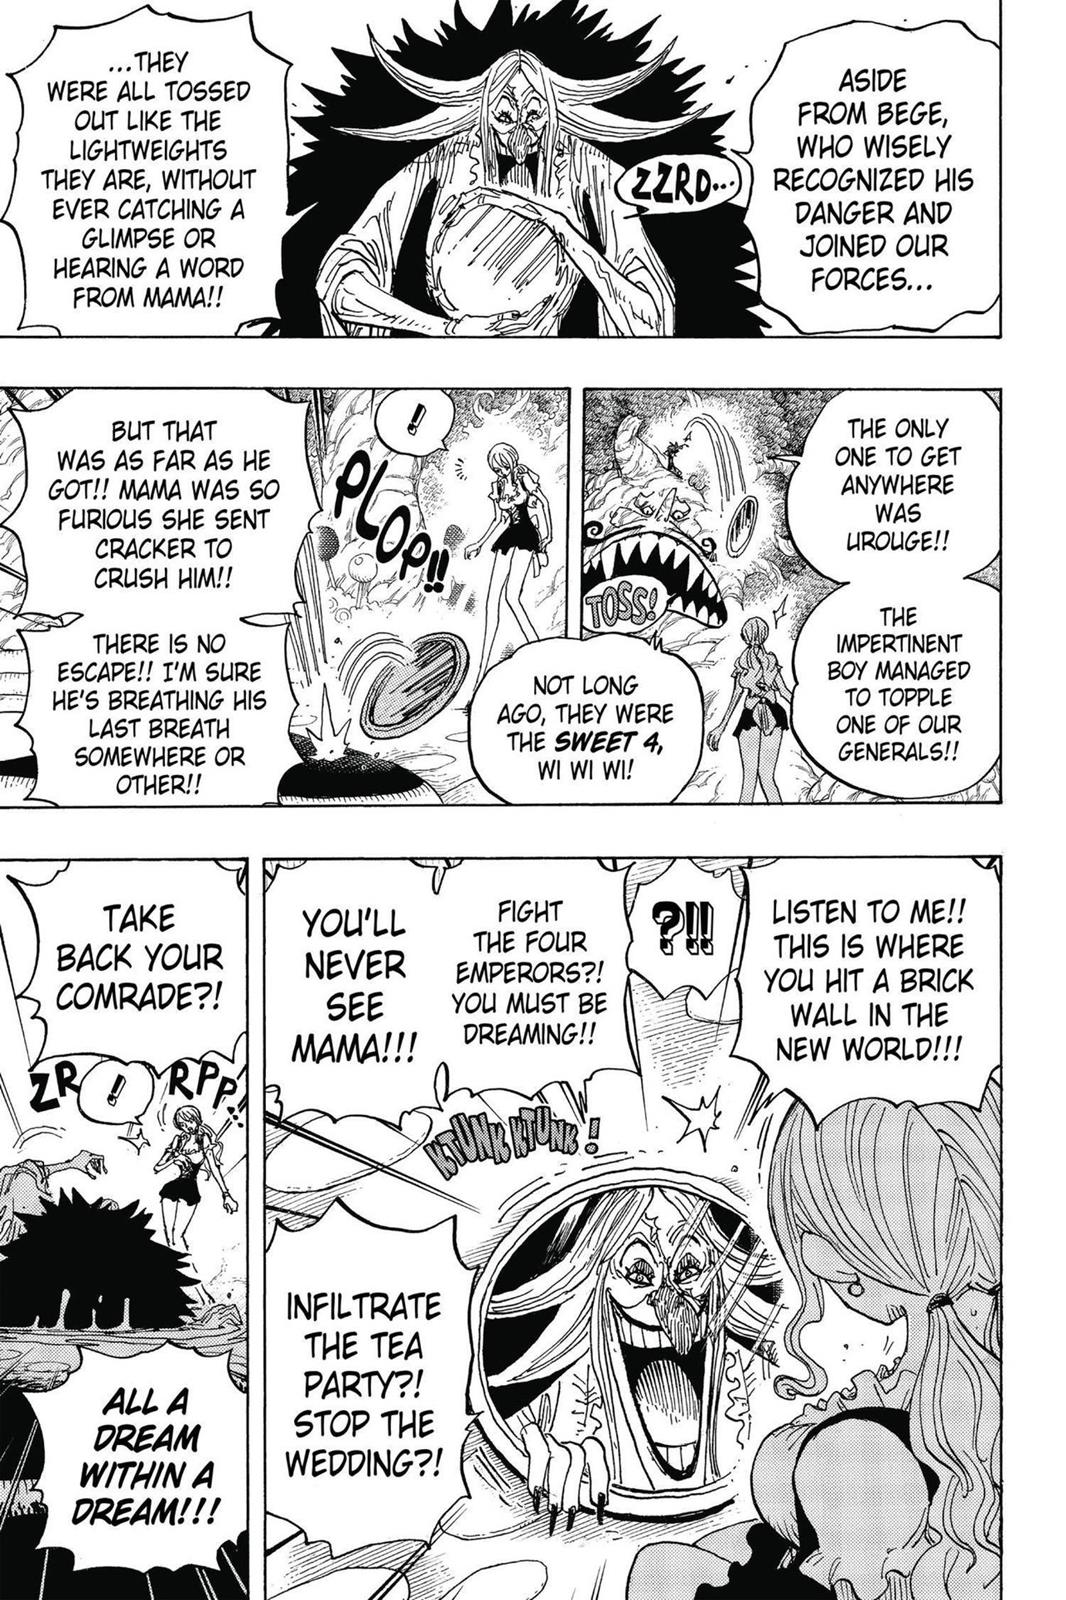 ASIDE
FROM BEGE,
WHO WISELY
RECOGNIZED HIS
DANGER AND
JOINED OUR
FORCES...
ZZRD...
...THEY
WERE ALL TOSSED
OUT LIKE THE
LIGHTWEIGHTS
THEY ARE, WITHOUT
EVER CATCHING A
GLIMPSE OR
HEARING A WORD
FROM MAMA!!
THE ONLY
ONE TO GET
ANYWHERE
WAS
UROUGE!!
THE
IMPERTINENT
BOY MANAGED
TO TOPPLE
ONE OF OUR
GENERALS!!
TOSS!
NOT LONG
AGO, THEY WERE
THE SWEET 4,
WI WI WI!
!
PLOP!!
BUT THAT
WAS AS FAR AS HE
GOT!! MAMA WAS SO
FURIOUS SHE SENT
CRACKER TO
CRUSH HIM!!
THERE IS NO
ESCAPE!! I'M SURE
HE'S BREATHING HIS
LAST BREATH
SOMEWHERE OR
OTHER!!
LISTEN TO ME!!
THIS IS WHERE
YOU HIT A BRICK
WALL IN THE
NEW WORLD!!!
?!!
FIGHT
THE FOUR
EMPERORS?!
YOU MUST BE
DREAMING!!
YOU'LL
NEVER
SEE
MAMA!!!
KTUNK KTUNK!
INFILTRATE
THE TEA
PARTY?!
STOP THE
WEDDING?!
TAKE
BACK YOUR
COMRADE?!
ZR
!
RPP!!
ALL A
DREAM
WITHIN A
DREAM!!!